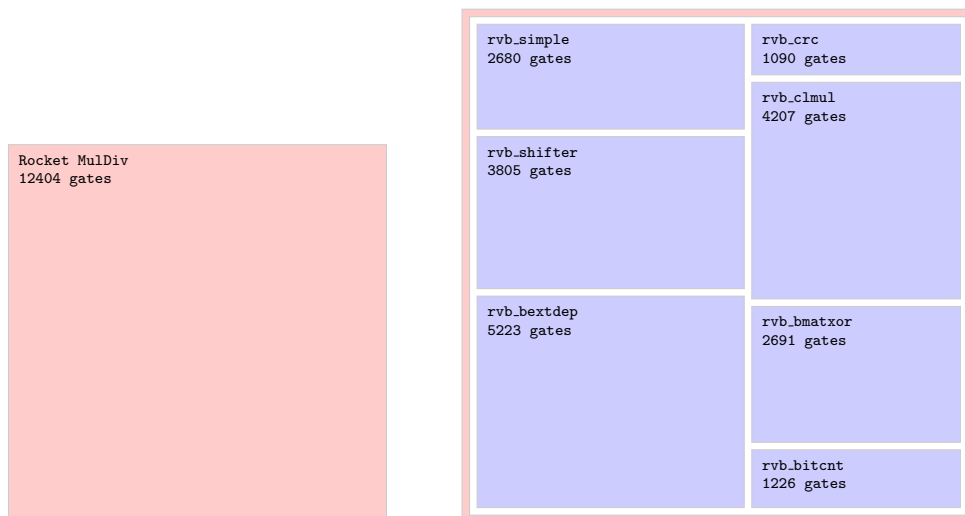 Rocket MulDiv
12404 gates
rvb_simple
2680 gates
rvb_shifter
3805 gates
rvb_bextdep
5223 gates
rvb_crc
1090 gates
rvb_clmul
4207 gates
rvb_bmatxor
2691 gates
rvb_bitcnt
1226 gates